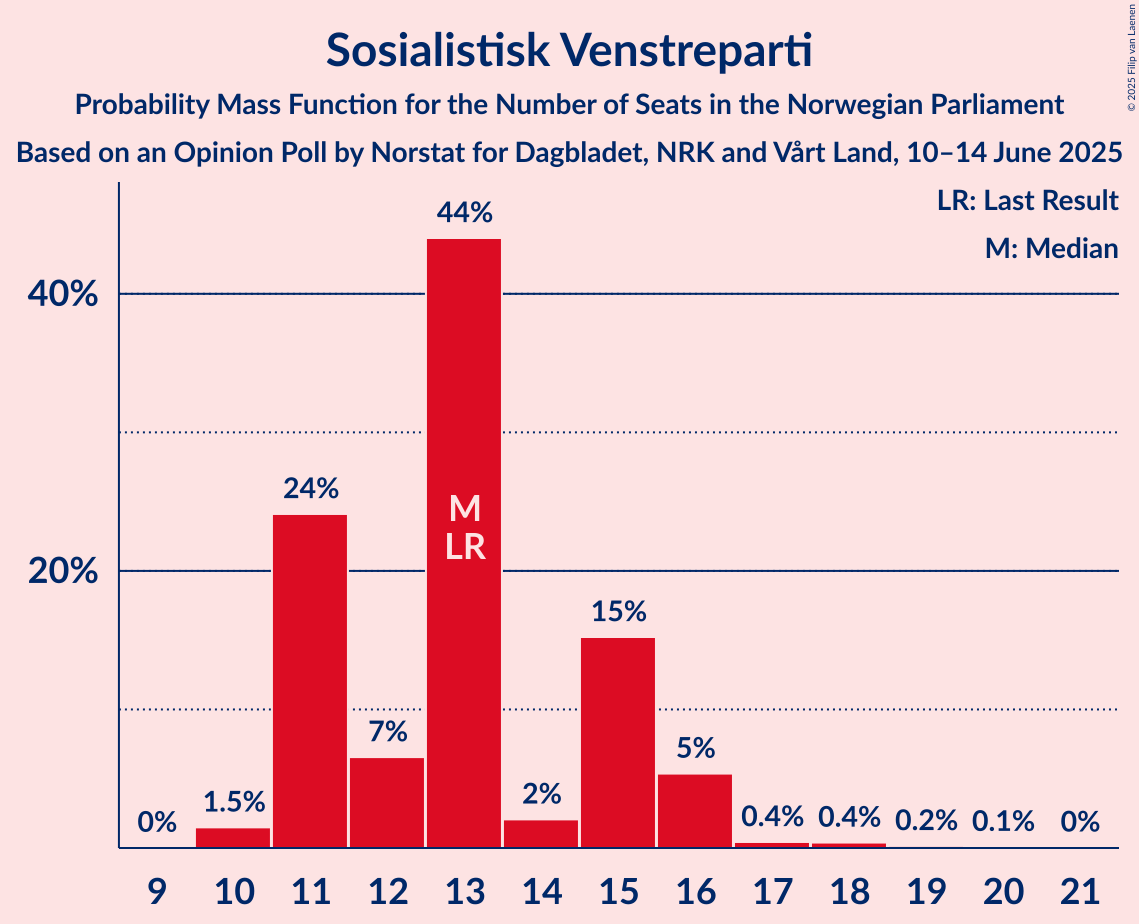 Sosialistisk Venstreparti
Probability Mass Function for the Number of Seats in the Norwegian Parliament
Based on an Opinion Poll by Norstat for Dagbladet, NRK and Vårt Land, 10–14 June 2025
© 2025 Filip van Laenen
LR: Last Result
M: Median
40%
20%
0%
1.5%
24%
7%
44%
M
LR
2%
15%
5%
0.4%
0.4%
0.2%
0.1%
0%
9 10 11 12 13 14 15 16 17 18 19 20 21